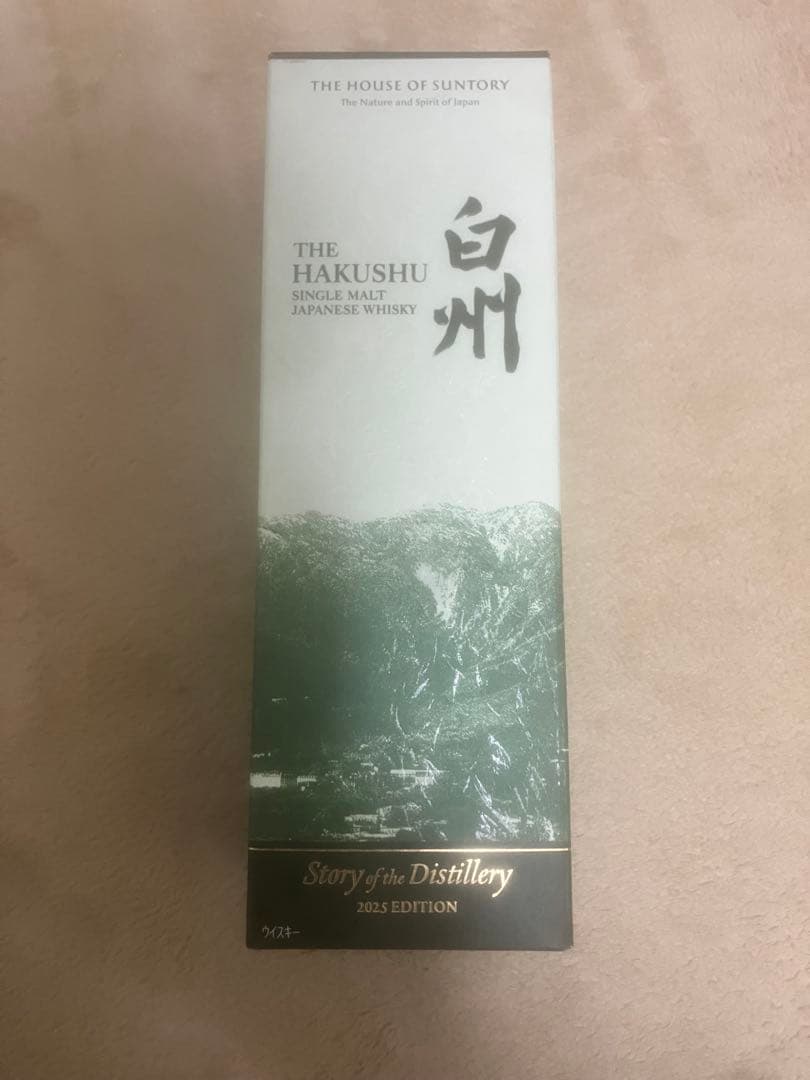 THE HOUSE OF SUNTORY
The Nature and Spirit of Japan
白州
THE
HAKUSHU
SINGLE MALT
JAPANESE WHISKY
Story of the Distillery
2025 EDITION
ウイスキー